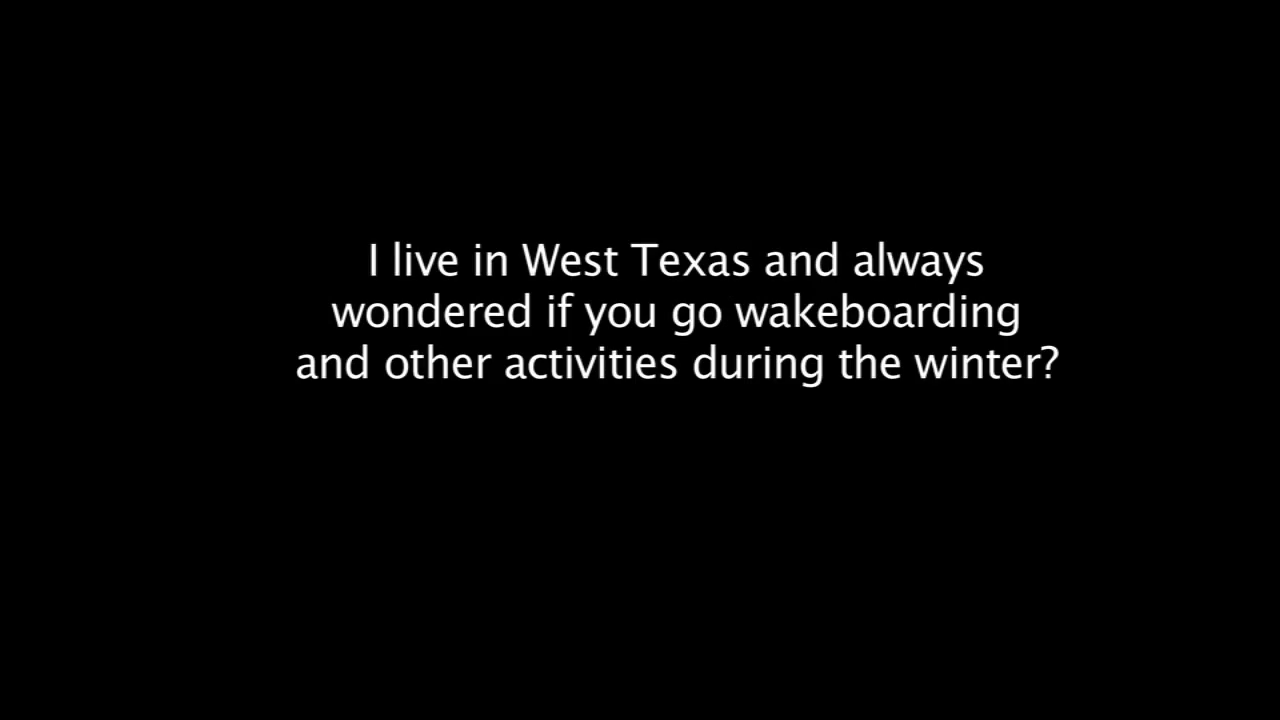 I live in West Texas and always
wondered if you go wakeboarding
and other activities during the winter?